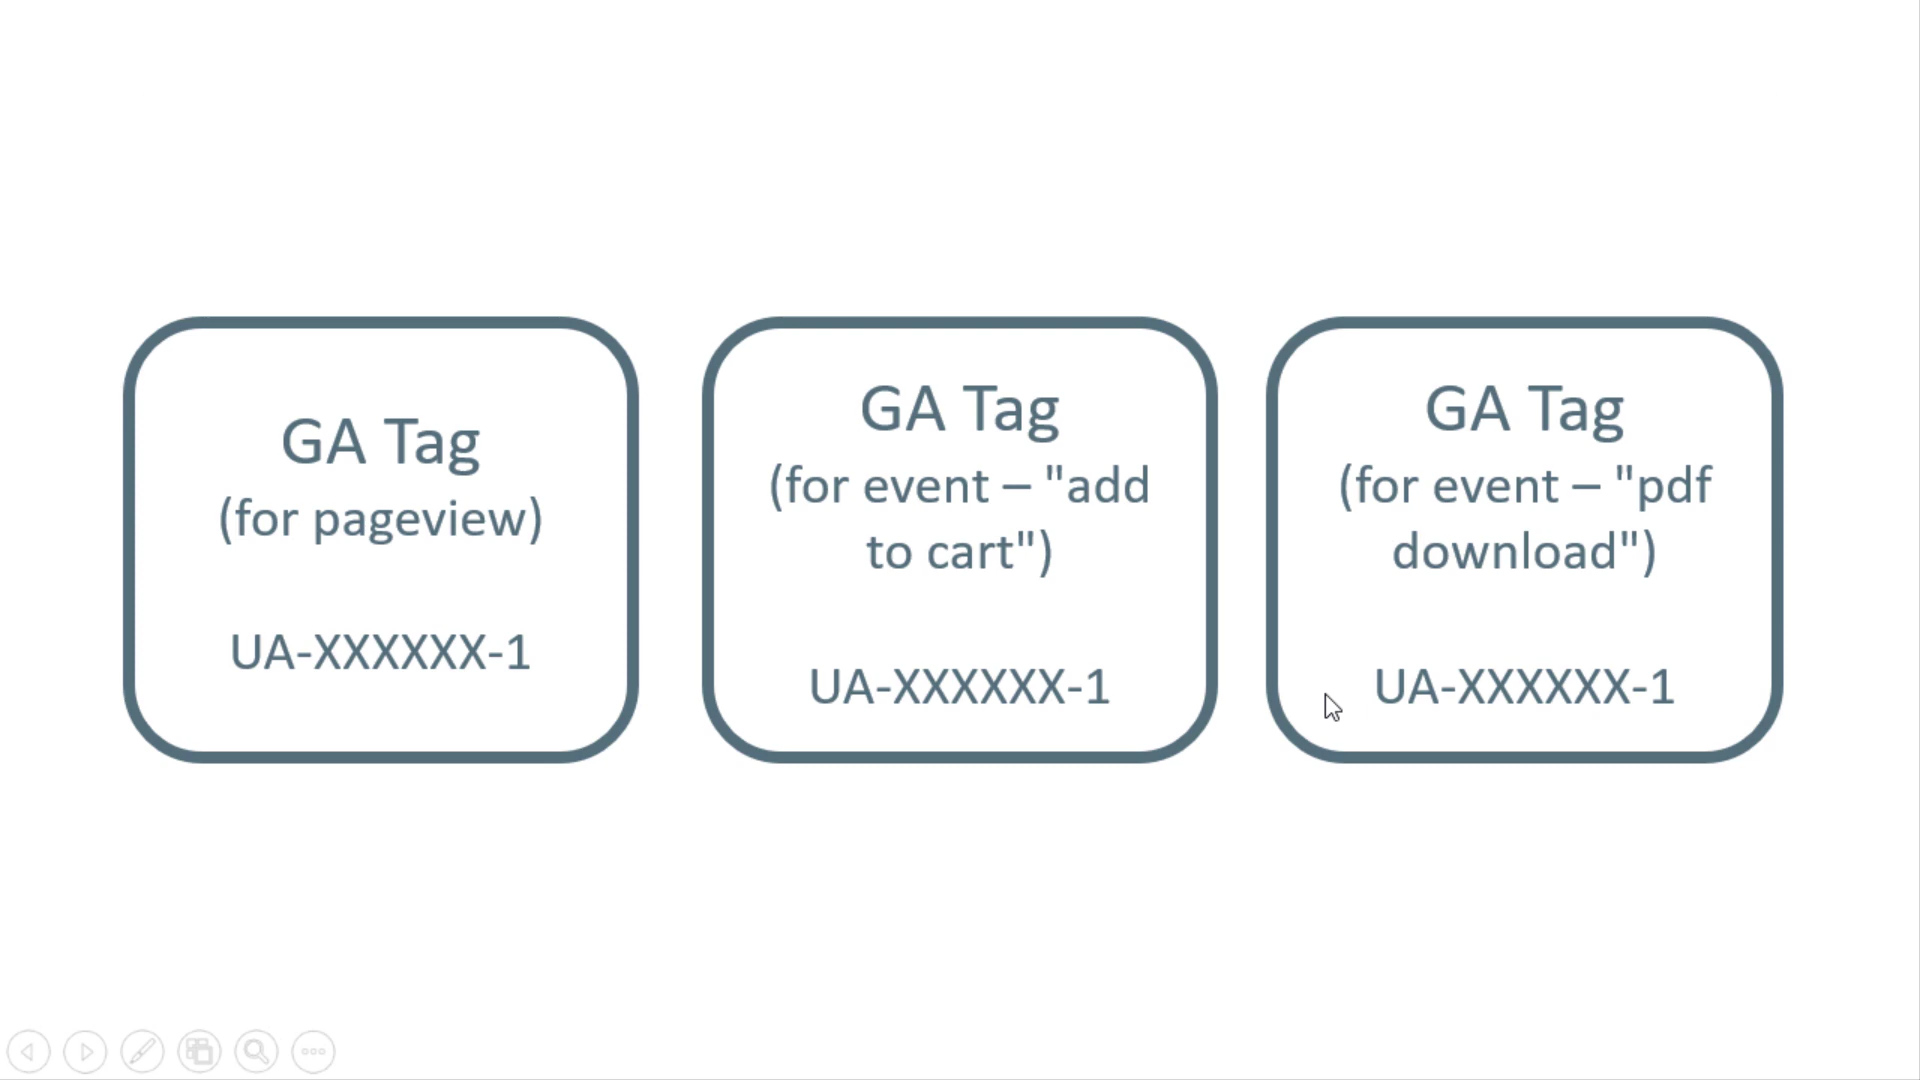 GA Tag
(for pageview)
UA-XXXXXX-1
GA Tag
(for event – "add
to cart")
UA-XXXXXX-1
GA Tag
(for event – "pdf
download")
UA-XXXXXX-1